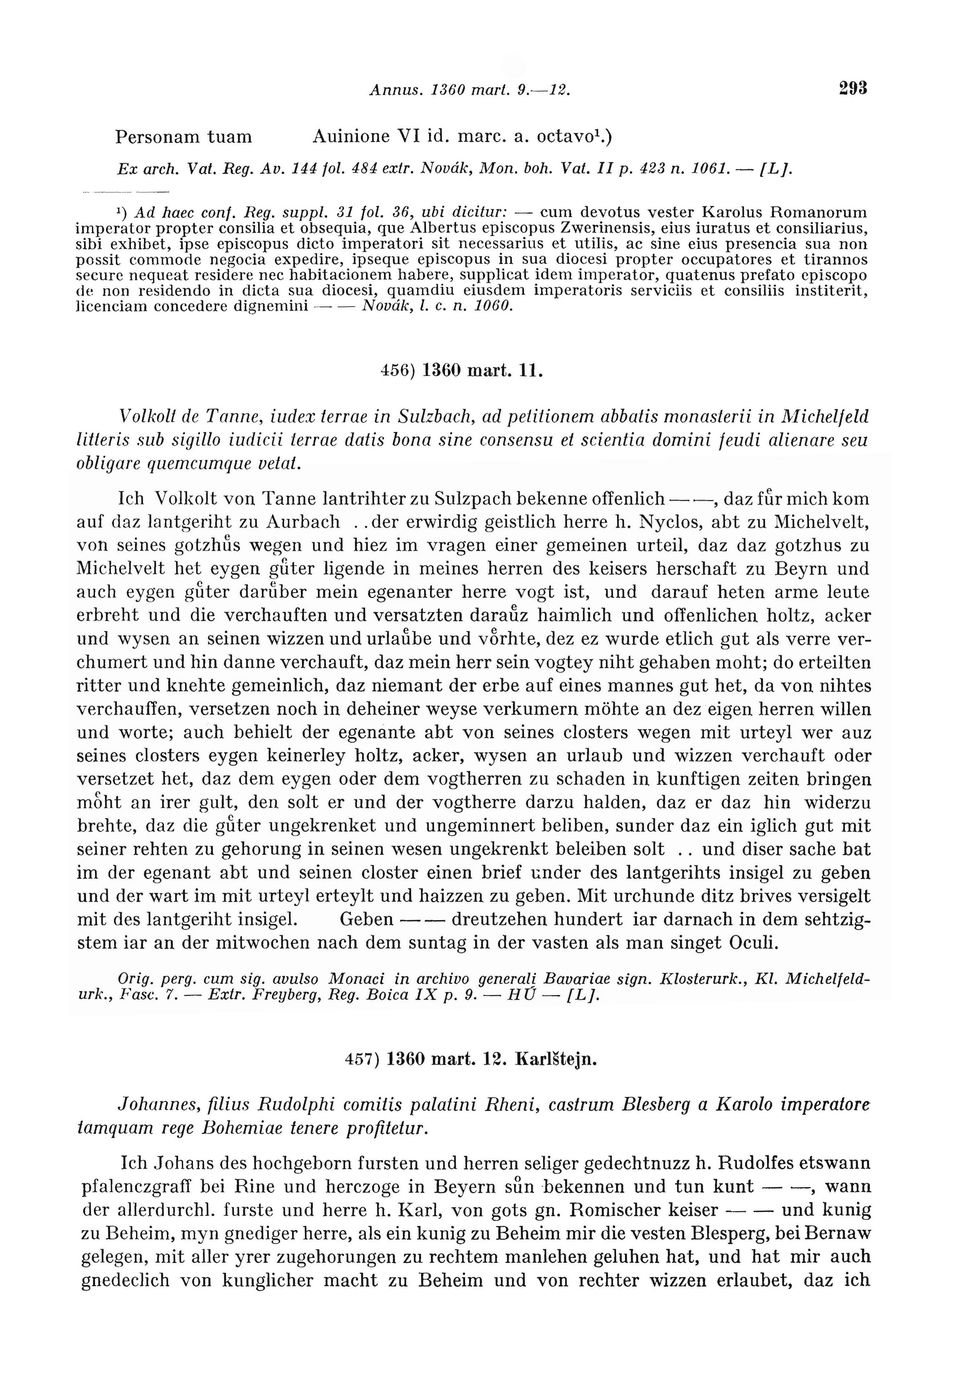 Annus. 1360 mart. 9.—12. 293
Personam tuam Auinione VI id. marc. a. octavo¹.)
Ex arch. Vat. Reg. Av. 144 fol. 484 extr. Novák, Mon. boh. Vat. II p. 423 n. 1061. — [L].
¹) Ad haec conf. Reg. suppl. 31 fol. 36, ubi dicitur: — cum devotus vester Karolus Romanorum
imperator propter consilia et obsequia, que Albertus episcopus Zwerinensis, eius iuratus et consiliarius,
sibi exhibet, ipse episcopus dicto imperatori sit necessarius et utilis, ac sine eius presencia sua non
possit commode negocia expedire, ipseque episcopus in sua diocesi propter occupatores et tirannos
secure nequeat residere nec habitacionem habere, supplicat idem imperator, quatenus prefato episcopo
de non residendo in dicta sua diocesi, quamdiu eiusdem imperatoris serviciis et consiliis institerit,
licenciam concedere dignemini — — Novák, l. c. n. 1060.
456) 1360 mart. 11.
Volkolt de Tanne, iudex terrae in Sulzbach, ad petitionem abbatis monasterii in Michelfeld
litteris sub sigillo iudicii terrae datis bona sine consensu et scientia domini feudi alienare seu
obligare quemcumque vetat.
Ich Volkolt von Tanne lantrihter zu Sulzpach bekenne offenlich — —, daz fuͤr mich kom
auf daz lantgeriht zu Aurbach . . der erwirdig geistlich herre h. Nyclos, abt zu Michelvelt,
von seines gotzhuͤs wegen und hiez im vragen einer gemeinen urteil, daz daz gotzhus zu
Michelvelt het eygen guͤter ligende in meines herren des keisers herschaft zu Beyrn und
auch eygen guͤter daruͤber mein egenanter herre vogt ist, und darauf heten arme leute
erbreht und die verchauften und versatzten darauͤz haimlich und offenlichen holtz, acker
und wysen an seinen wizzen und urlauͤbe und voͤrhte, dez ez wurde etlich gut als verre ver-
chumert und hin danne verchauft, daz mein herr sein vogtey niht gehaben moht; do erteilten
ritter und knehte gemeinlich, daz niemant der erbe auf eines mannes gut het, da von nihtes
verchauffen, versetzen noch in deheiner weyse verkumern möhte an dez eigen herren willen
und worte; auch behielt der egenante abt von seines closters wegen mit urteyl wer auz
seines closters eygen keinerley holtz, acker, wysen an urlaub und wizzen verchauft oder
versetzet het, daz dem eygen oder dem vogtherren zu schaden in kunftigen zeiten bringen
moͤht an irer gult, den solt er und der vogtherre darzu halden, daz er daz hin widerzu
brehte, daz die guͤter ungekrenket und ungeminnert beliben, sunder daz ein iglich gut mit
seiner rehten zu gehorung in seinen wesen ungekrenkt beleiben solt . . und diser sache bat
im der egenant abt und seinen closter einen brief under des lantgerihts insigel zu geben
und der wart im mit urteyl erteylt und haizzen zu geben. Mit urchunde ditz brives versigelt
mit des lantgeriht insigel. Geben — — dreutzehen hundert iar darnach in dem sehtzig-
stem iar an der mitwochen nach dem suntag in der vasten als man singet Oculi.
Orig. perg. cum sig. avulso Monaci in archivo generali Bavariae sign. Klosterurk., Kl. Michelfeld-
urk., Fasc. 7. — Extr. Freyberg, Reg. Boica IX p. 9. — HÚ — [L].
457) 1360 mart. 12. Karlštejn.
Johannes, filius Rudolphi comitis palatini Rheni, castrum Blesberg a Karolo imperatore
tamquam rege Bohemiae tenere profitetur.
Ich Johans des hochgeborn fursten und herren seliger gedechtnuzz h. Rudolfes etswann
pfalenczgraff bei Rine und herczoge in Beyern suͤn bekennen und tun kunt — —, wann
der allerdurchl. furste und herre h. Karl, von gots gn. Romischer keiser — — und kunig
zu Beheim, myn gnediger herre, als ein kunig zu Beheim mir die vesten Blesperg, bei Bernaw
gelegen, mit aller yrer zugehorungen zu rechtem manlehen geluhen hat, und hat mir auch
gnedeclich von kunglicher macht zu Beheim und von rechter wizzen erlaubet, daz ich